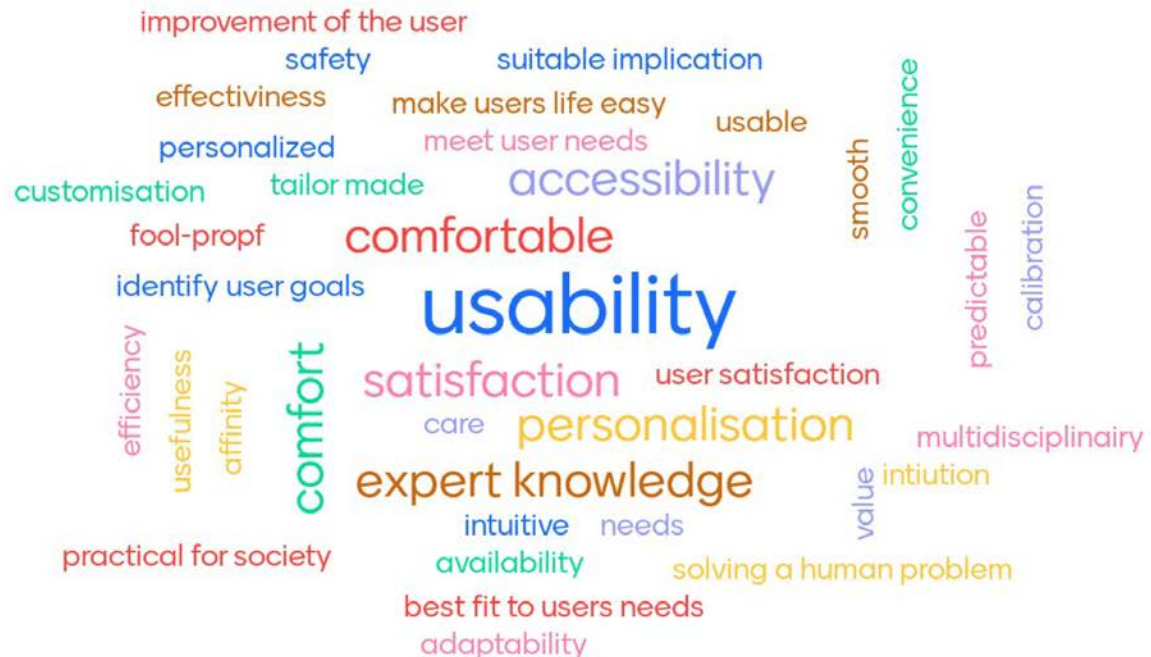 improvement of the user
safety
suitable implication
effectiviness
make users life easy
usable
convenience
personalized
meet user needs
smooth
customisation
tailor made
accessibility
fool-propf
comfortable
predictable
calibration
identify user goals
usability
efficiency
usefulness
affinity
comfort
satisfaction
user satisfaction
care
personalisation
multidisciplinairy
expert knowledge
value
intiution
intuitive
needs
practical for society
availability
solving a human problem
best fit to users needs
adaptability